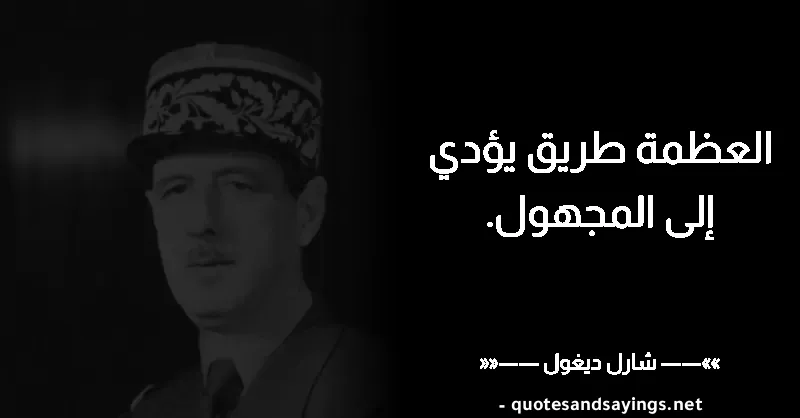 العظمة طريق يؤدي
إلى المجهول.
»—— شارل ديغول ——««
- quotesandsayings.net